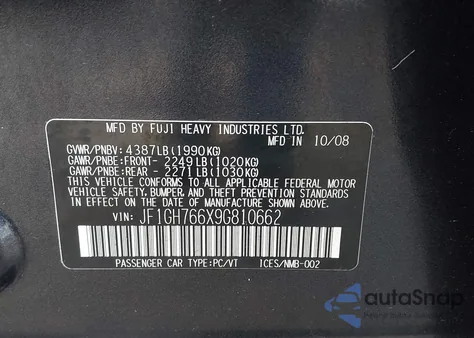 MFD BY FUJI HEAVY INDUSTRIES LTD.
MFD IN 10/08
GVWR/PNBV: 4387LB(1990KG)
GAWR/PNBE:FRONT- 2249LB(1020KG)
GAWR/PNBE:REAR - 2271LB(1030KG)
THIS VEHICLE CONFORMS TO ALL APPLICABLE FEDERAL MOTOR
VEHICLE SAFETY, BUMPER, AND THEFT PREVENTION STANDARDS
IN EFFECT ON THE DATE OF MANUFACTURE SHOWN ABOVE.
VIN: JF1GH766X9G810662
PASSENGER CAR TYPE:PC/VT ICES/NMB-002
autoSnap